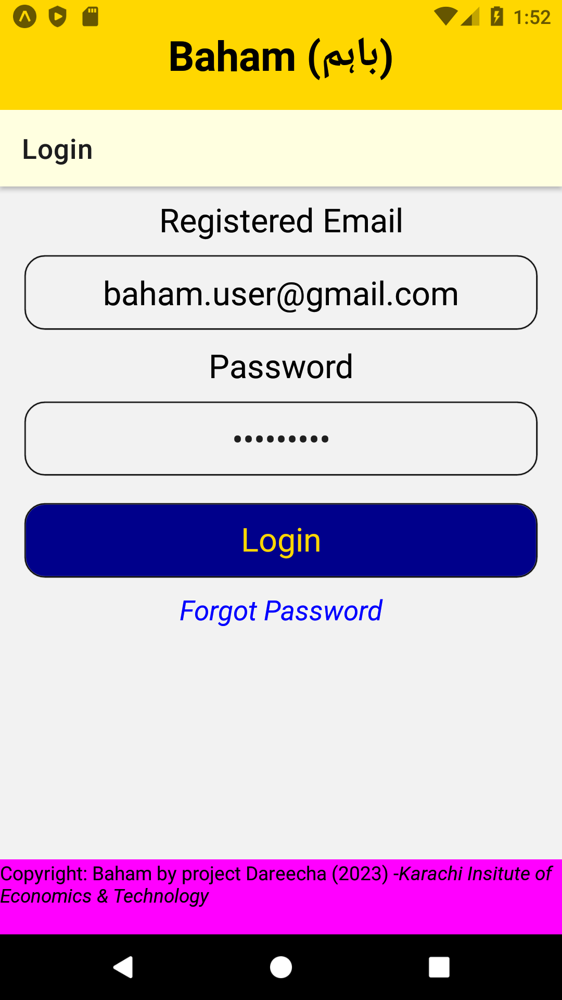 1:52
Baham (باہم)
Login
Registered Email
baham.user@gmail.com
Password
•••••••••
Login
Forgot Password
Copyright: Baham by project Dareecha (2023) -Karachi Insitute of
Economics & Technology